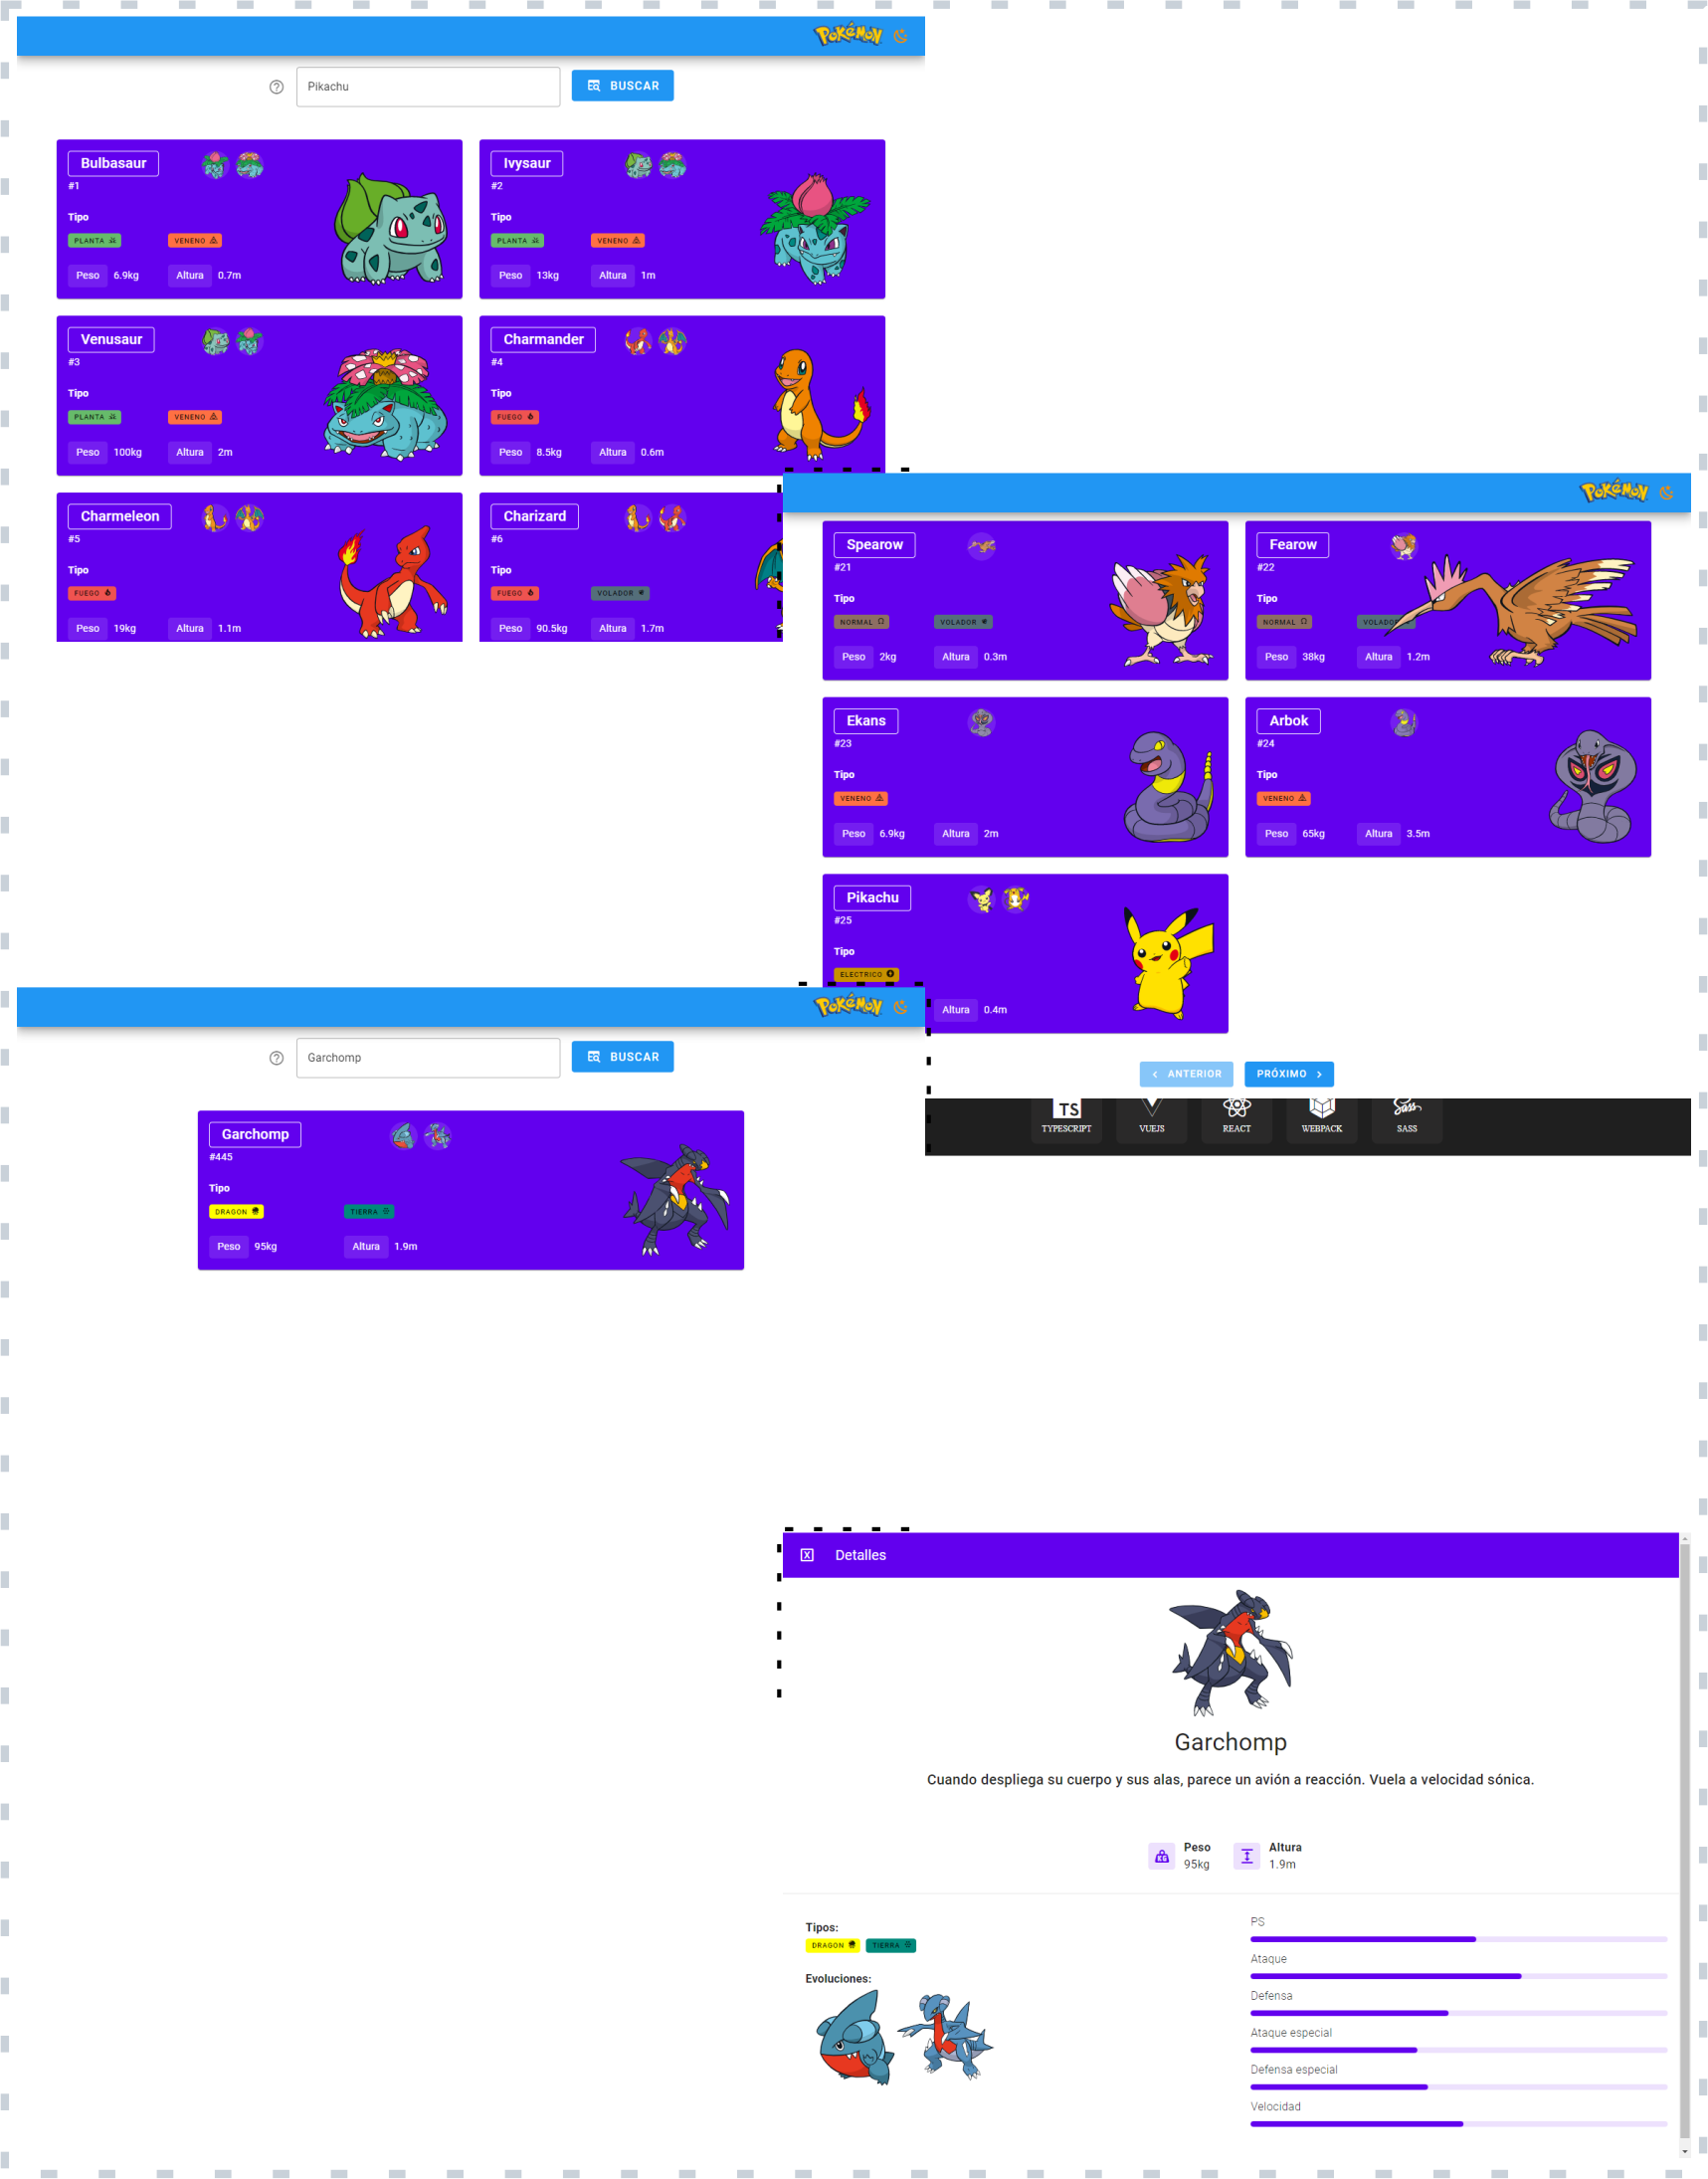 POKéMON
Pikachu
BUSCAR
Bulbasaur
#1
Tipo
PLANTA VENENO
Peso 6.9kg Altura 0.7m
Ivysaur
#2
Tipo
PLANTA VENENO
Peso 13kg Altura 1m
Venusaur
#3
Tipo
PLANTA VENENO
Peso 100kg Altura 2m
Charmander
#4
Tipo
FUEGO
Peso 8.5kg Altura 0.6m
Charmeleon
#5
Tipo
FUEGO
Peso 19kg Altura 1.1m
Charizard
#6
Tipo
FUEGO VOLADOR
Peso 90.5kg Altura 1.7m
POKéMON
Spearow
#21
Tipo
NORMAL VOLADOR
Peso 2kg Altura 0.3m
Fearow
#22
Tipo
NORMAL VOLADOR
Peso 38kg Altura 1.2m
Ekans
#23
Tipo
VENENO
Peso 6.9kg Altura 2m
Arbok
#24
Tipo
VENENO
Peso 65kg Altura 3.5m
Pikachu
#25
Tipo
ELECTRICO
Altura 0.4m
ANTERIOR PRÓXIMO
TS
TYPESCRIPT VUEJS REACT WEBPACK Sass SASS
POKéMON
Garchomp
BUSCAR
Garchomp
#445
Tipo
DRAGON TIERRA
Peso 95kg Altura 1.9m
Detalles
Garchomp
Cuando despliega su cuerpo y sus alas, parece un avión a reacción. Vuela a velocidad sónica.
Peso
95kg
Altura
1.9m
Tipos:
DRAGON TIERRA
Evoluciones:
PS
Ataque
Defensa
Ataque especial
Defensa especial
Velocidad